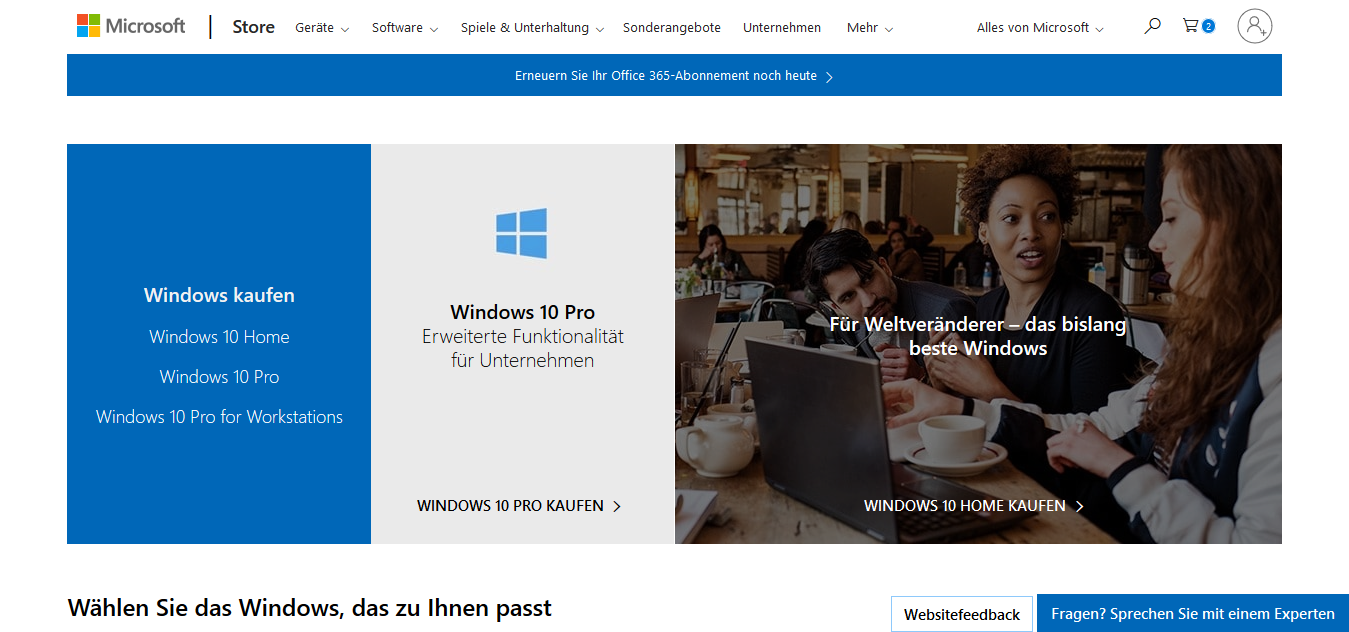 Microsoft Store Geräte Software Spiele & Unterhaltung Sonderangebote Unternehmen Mehr Alles von Microsoft 2
Erneuern Sie Ihr Office 365-Abonnement noch heute
Windows kaufen
Windows 10 Home
Windows 10 Pro
Windows 10 Pro for Workstations
Windows 10 Pro
Erweiterte Funktionalität
für Unternehmen
WINDOWS 10 PRO KAUFEN
Für Weltveränderer – das bislang
beste Windows
WINDOWS 10 HOME KAUFEN
Wählen Sie das Windows, das zu Ihnen passt
Websitefeedback
Fragen? Sprechen Sie mit einem Experten